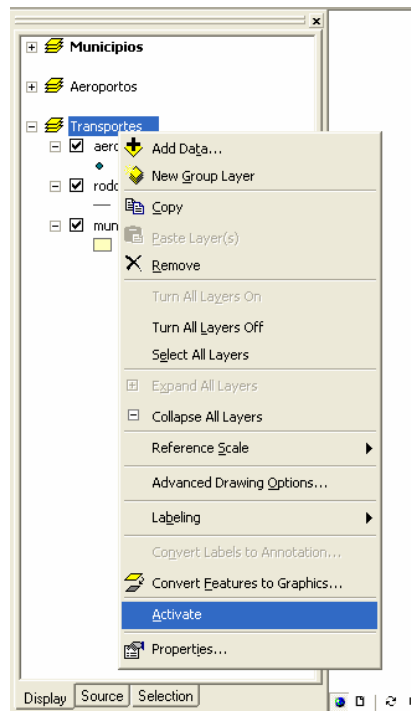 Municipios
Aeroportos
Transportes
aero
rodo
mun
Add Data...
New Group Layer
Copy
Paste Layer(s)
Remove
Turn All Layers On
Turn All Layers Off
Select All Layers
Expand All Layers
Collapse All Layers
Reference Scale
Advanced Drawing Options...
Labeling
Convert Labels to Annotation...
Convert Features to Graphics...
Activate
Properties...
Display Source Selection